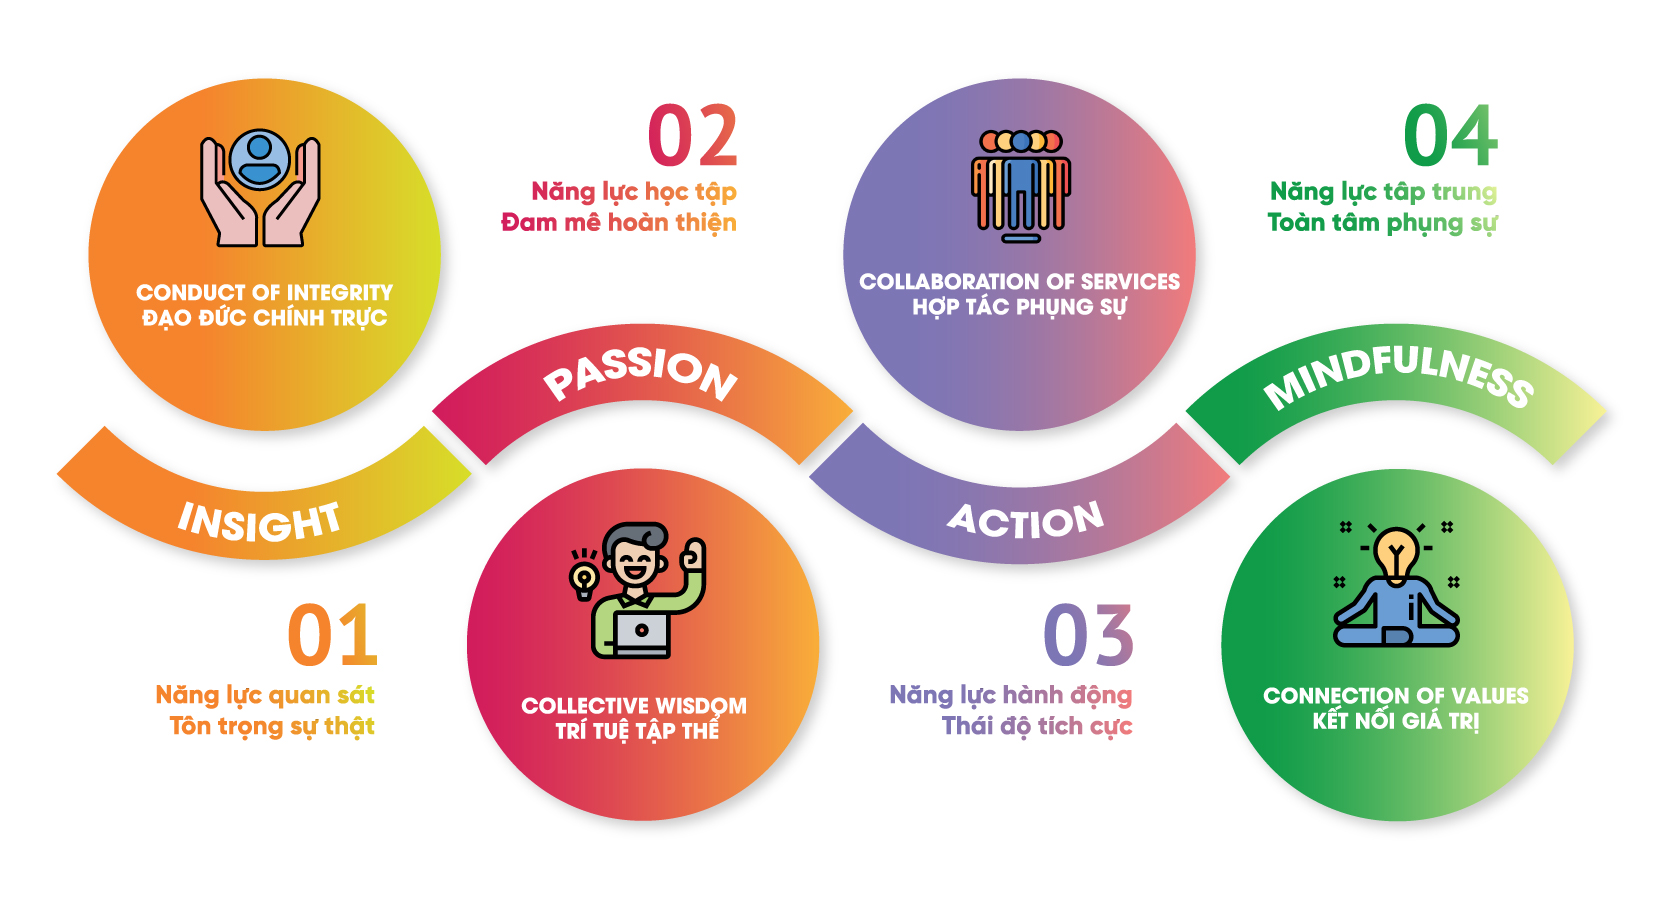 CONDUCT OF INTEGRITY
ĐẠO ĐỨC CHÍNH TRỰC
INSIGHT
01
Năng lực quan sát
Tôn trọng sự thật
02
Năng lực học tập
Đam mê hoàn thiện
PASSION
COLLECTIVE WISDOM
TRÍ TUỆ TẬP THỂ
COLLABORATION OF SERVICES
HỢP TÁC PHỤNG SỰ
ACTION
03
Năng lực hành động
Thái độ tích cực
04
Năng lực tâp trung
Toàn tâm phụng sự
MINDFULNESS
CONNECTION OF VALUES
KẾT NỐI GIÁ TRỊ